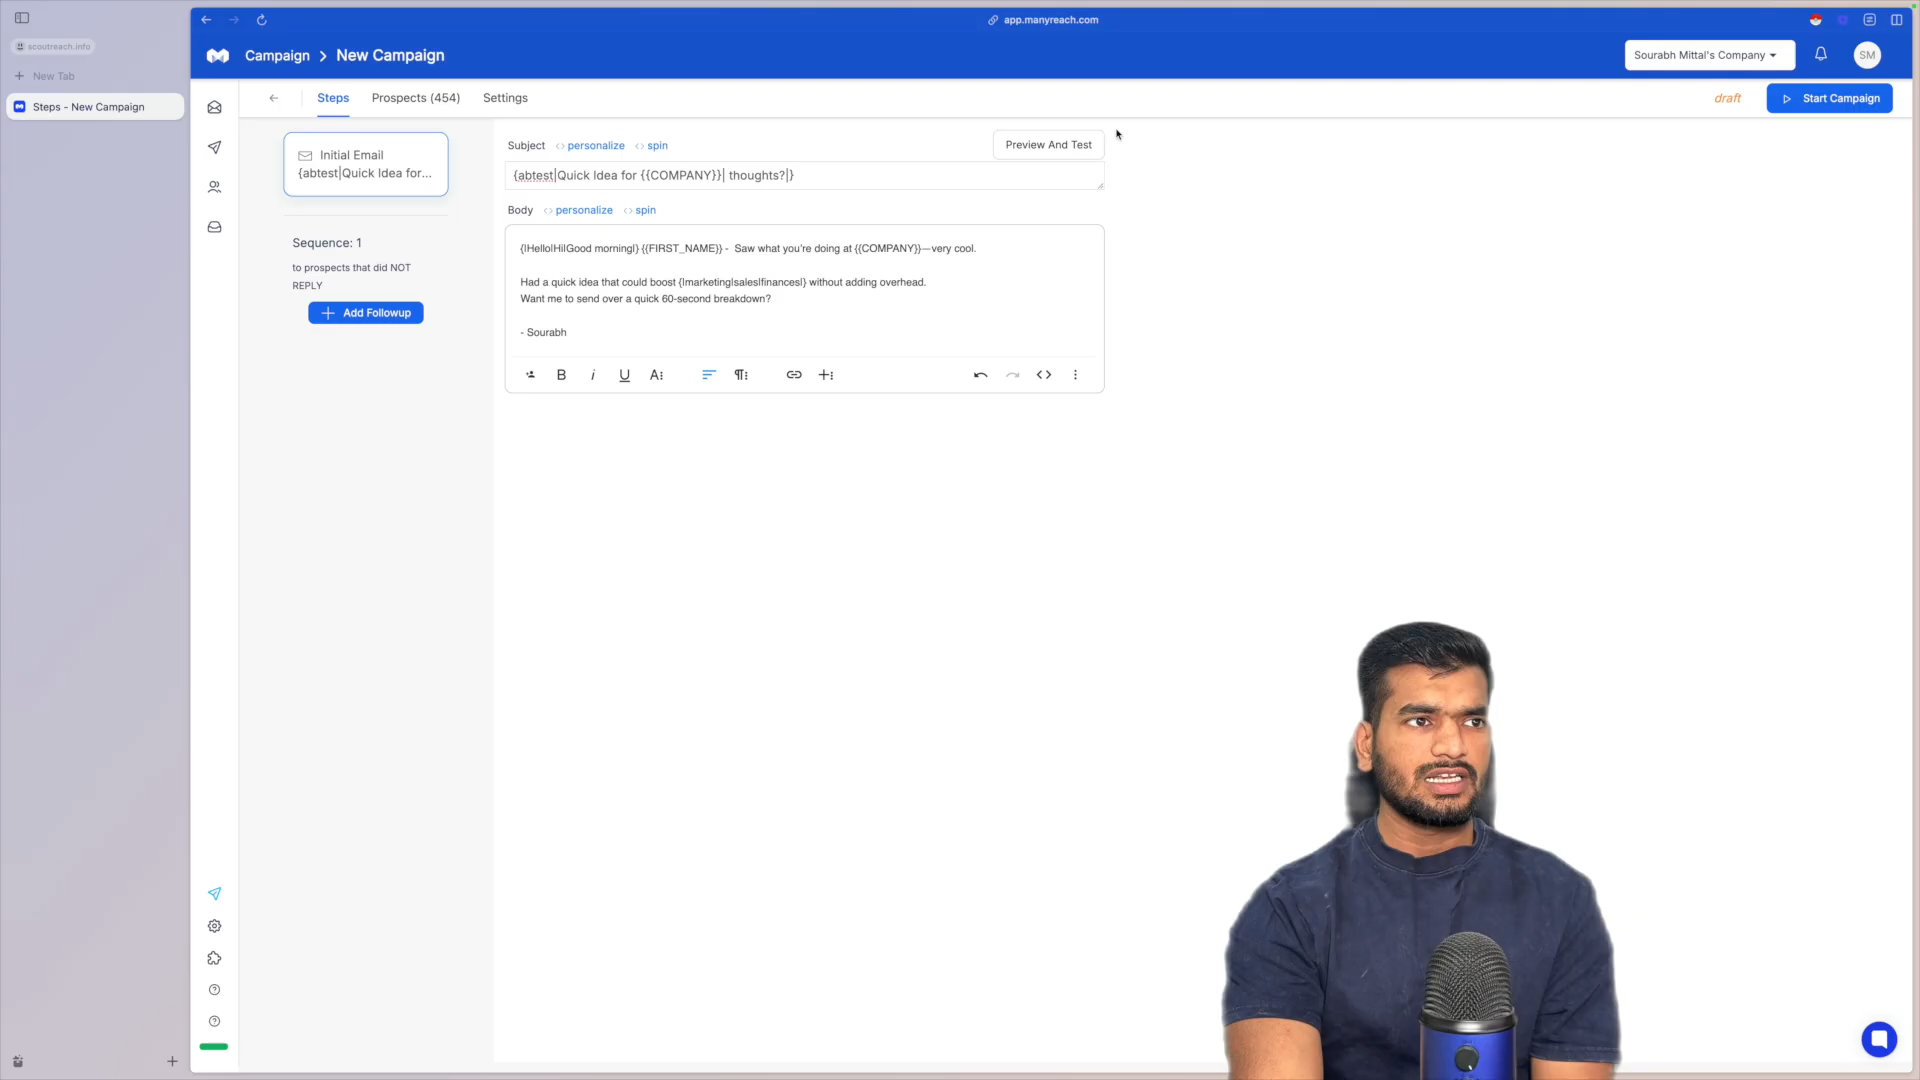 scoutreach.info
New Tab
Steps - New Campaign
app.manyreach.com
Campaign > New Campaign
Sourabh Mittal's Company
SM
Steps
Prospects (454)
Settings
draft
Start Campaign
Initial Email
{abtest|Quick Idea for...
Sequence: 1
to prospects that did NOT
REPLY
Add Followup
Subject <> personalize <> spin
Preview And Test
{abtest|Quick Idea for {{COMPANY}}| thoughts?|}
Body <> personalize <> spin
{|Hello|Hi|Good morning|} {{FIRST_NAME}} -  Saw what you're doing at {{COMPANY}}—very cool.
Had a quick idea that could boost {|marketing|sales|finances|} without adding overhead.
Want me to send over a quick 60-second breakdown?
- Sourabh